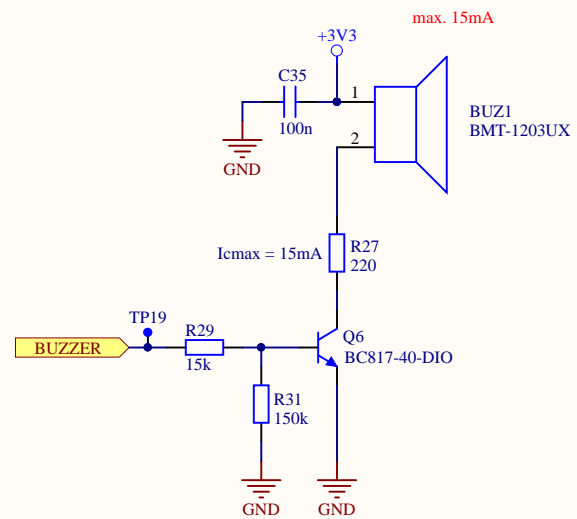 max. 15mA
+3V3
C35
100n
GND
1
2
BUZ1
BMT-1203UX
Icmax = 15mA
R27
220
TP19
BUZZER
R29
15k
Q6
BC817-40-DIO
R31
150k
GND
GND